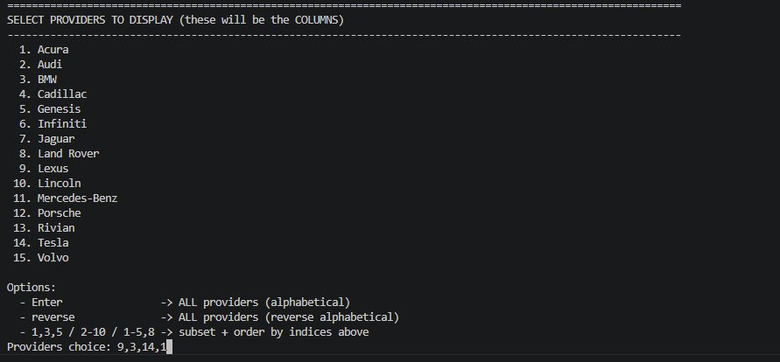 ================================================================================================================
SELECT PROVIDERS TO DISPLAY (these will be the COLUMNS)
----------------------------------------------------------------------------------------------------------------
  1. Acura
  2. Audi
  3. BMW
  4. Cadillac
  5. Genesis
  6. Infiniti
  7. Jaguar
  8. Land Rover
  9. Lexus
 10. Lincoln
 11. Mercedes-Benz
 12. Porsche
 13. Rivian
 14. Tesla
 15. Volvo
Options:
  - Enter                -> ALL providers (alphabetical)
  - reverse              -> ALL providers (reverse alphabetical)
  - 1,3,5 / 2-10 / 1-5,8 -> subset + order by indices above
Providers choice: 9,3,14,1